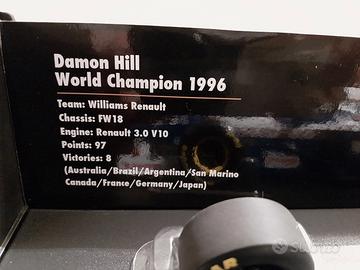 Damon Hill
World Champion 1996
Team: Williams Renault
Chassis: FW18
Engine: Renault 3.0 V10
Points: 97
Victories: 8
(Australia/Brazil/Argentina/San Marino
Canada/France/Germany/Japan)
Subito